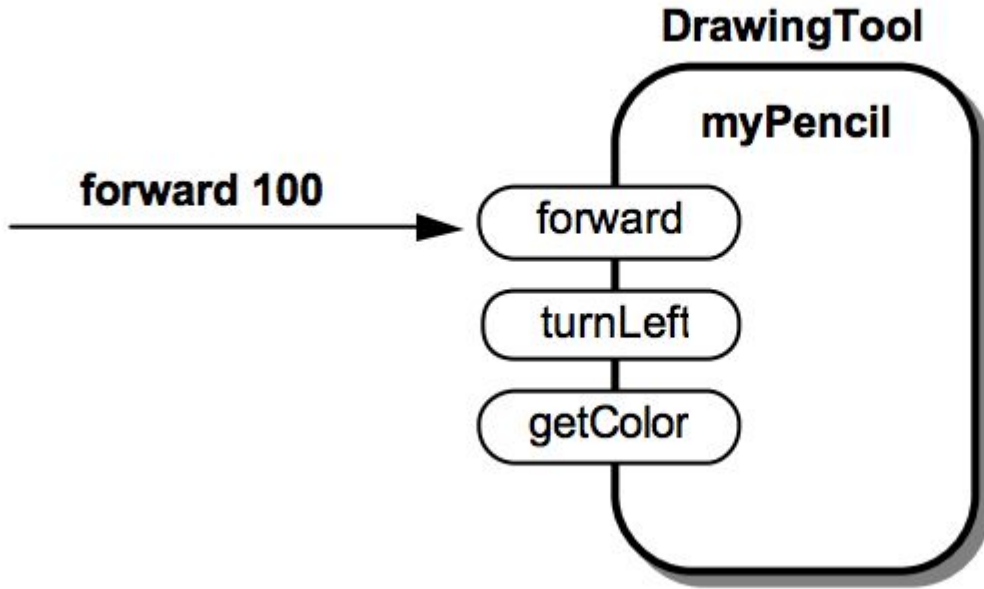 DrawingTool
myPencil
forward 100
forward
turnLeft
getColor